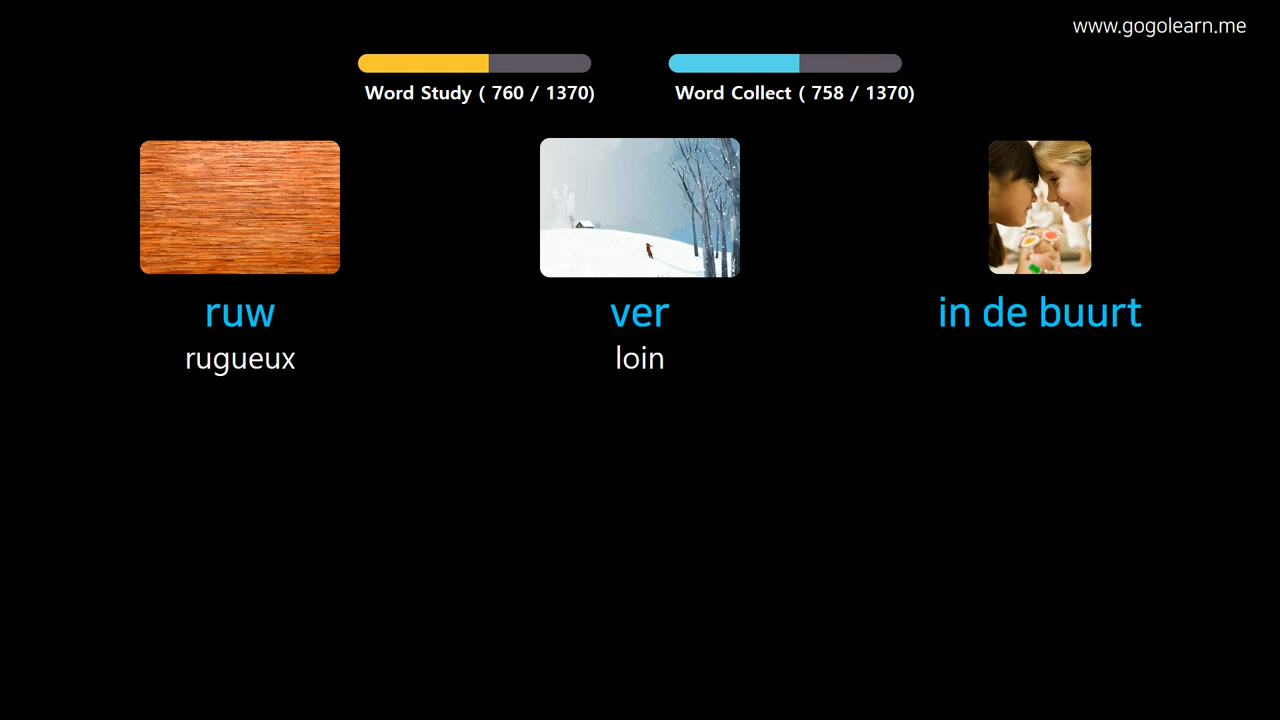 www.gogolearn.me
Word Study ( 760 / 1370)
Word Collect ( 758 / 1370)
ruw
rugueux
ver
loin
in de buurt